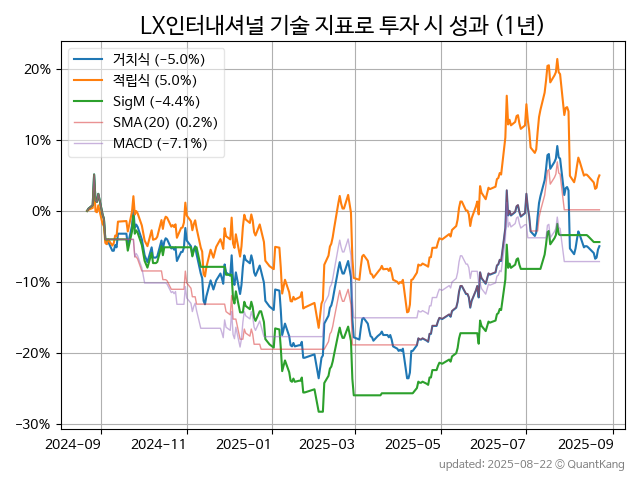 LX인터내셔널 기술 지표로 투자 시 성과 (1년)
거치식 (−5.0%)
적립식 (5.0%)
SigM (−4.4%)
SMA(20) (0.2%)
MACD (−7.1%)
20%
10%
0%
−10%
−20%
−30%
2024-09 2024-11 2025-01 2025-03 2025-05 2025-07 2025-09
updated: 2025-08-22 © QuantKang